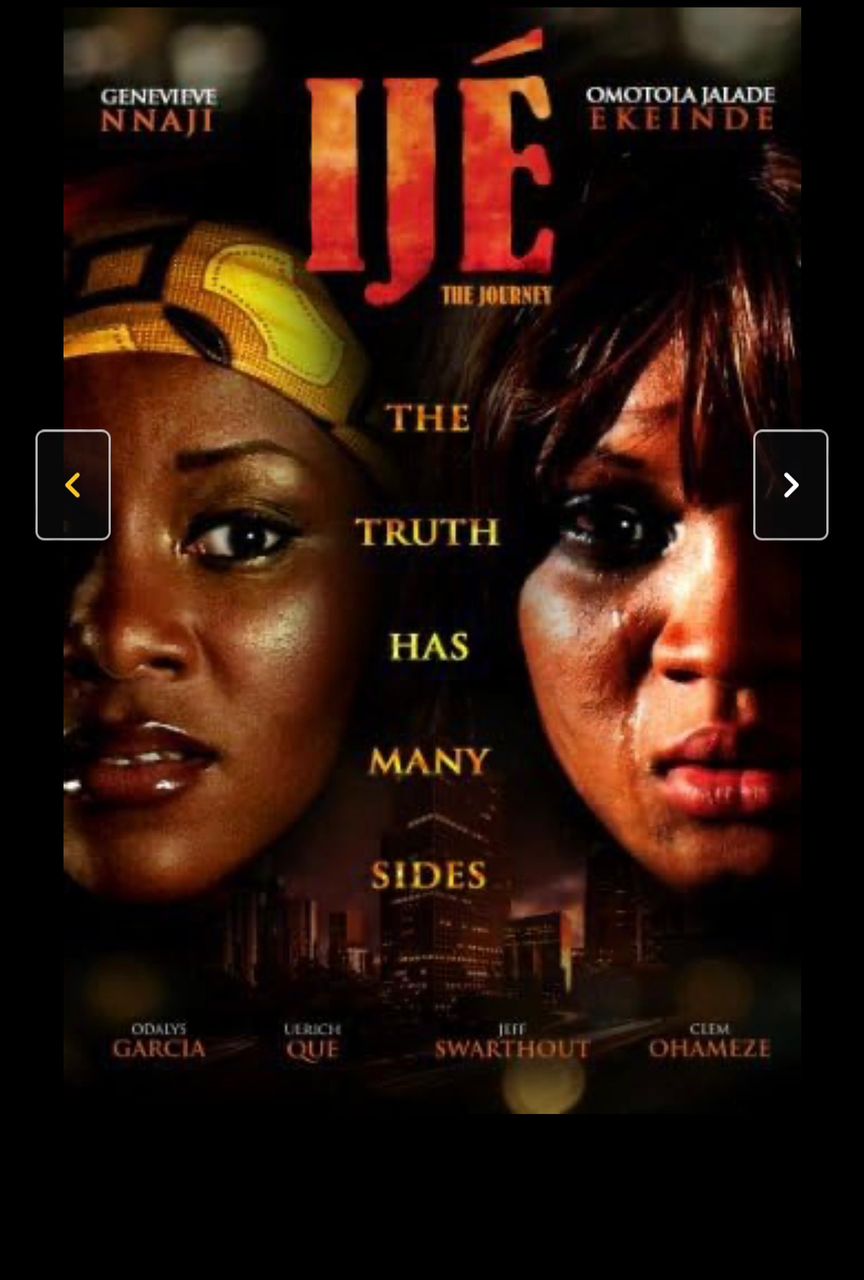 GENEVIEVE
NNAJI
IJÉ
THE JOURNEY
OMOTOLA JALADE
EKEINDE
THE
TRUTH
HAS
MANY
SIDES
ODALYS
GARCIA
ULRICH
QUE
JEFF
SWARTHOUT
CLEM
OHAMEZE